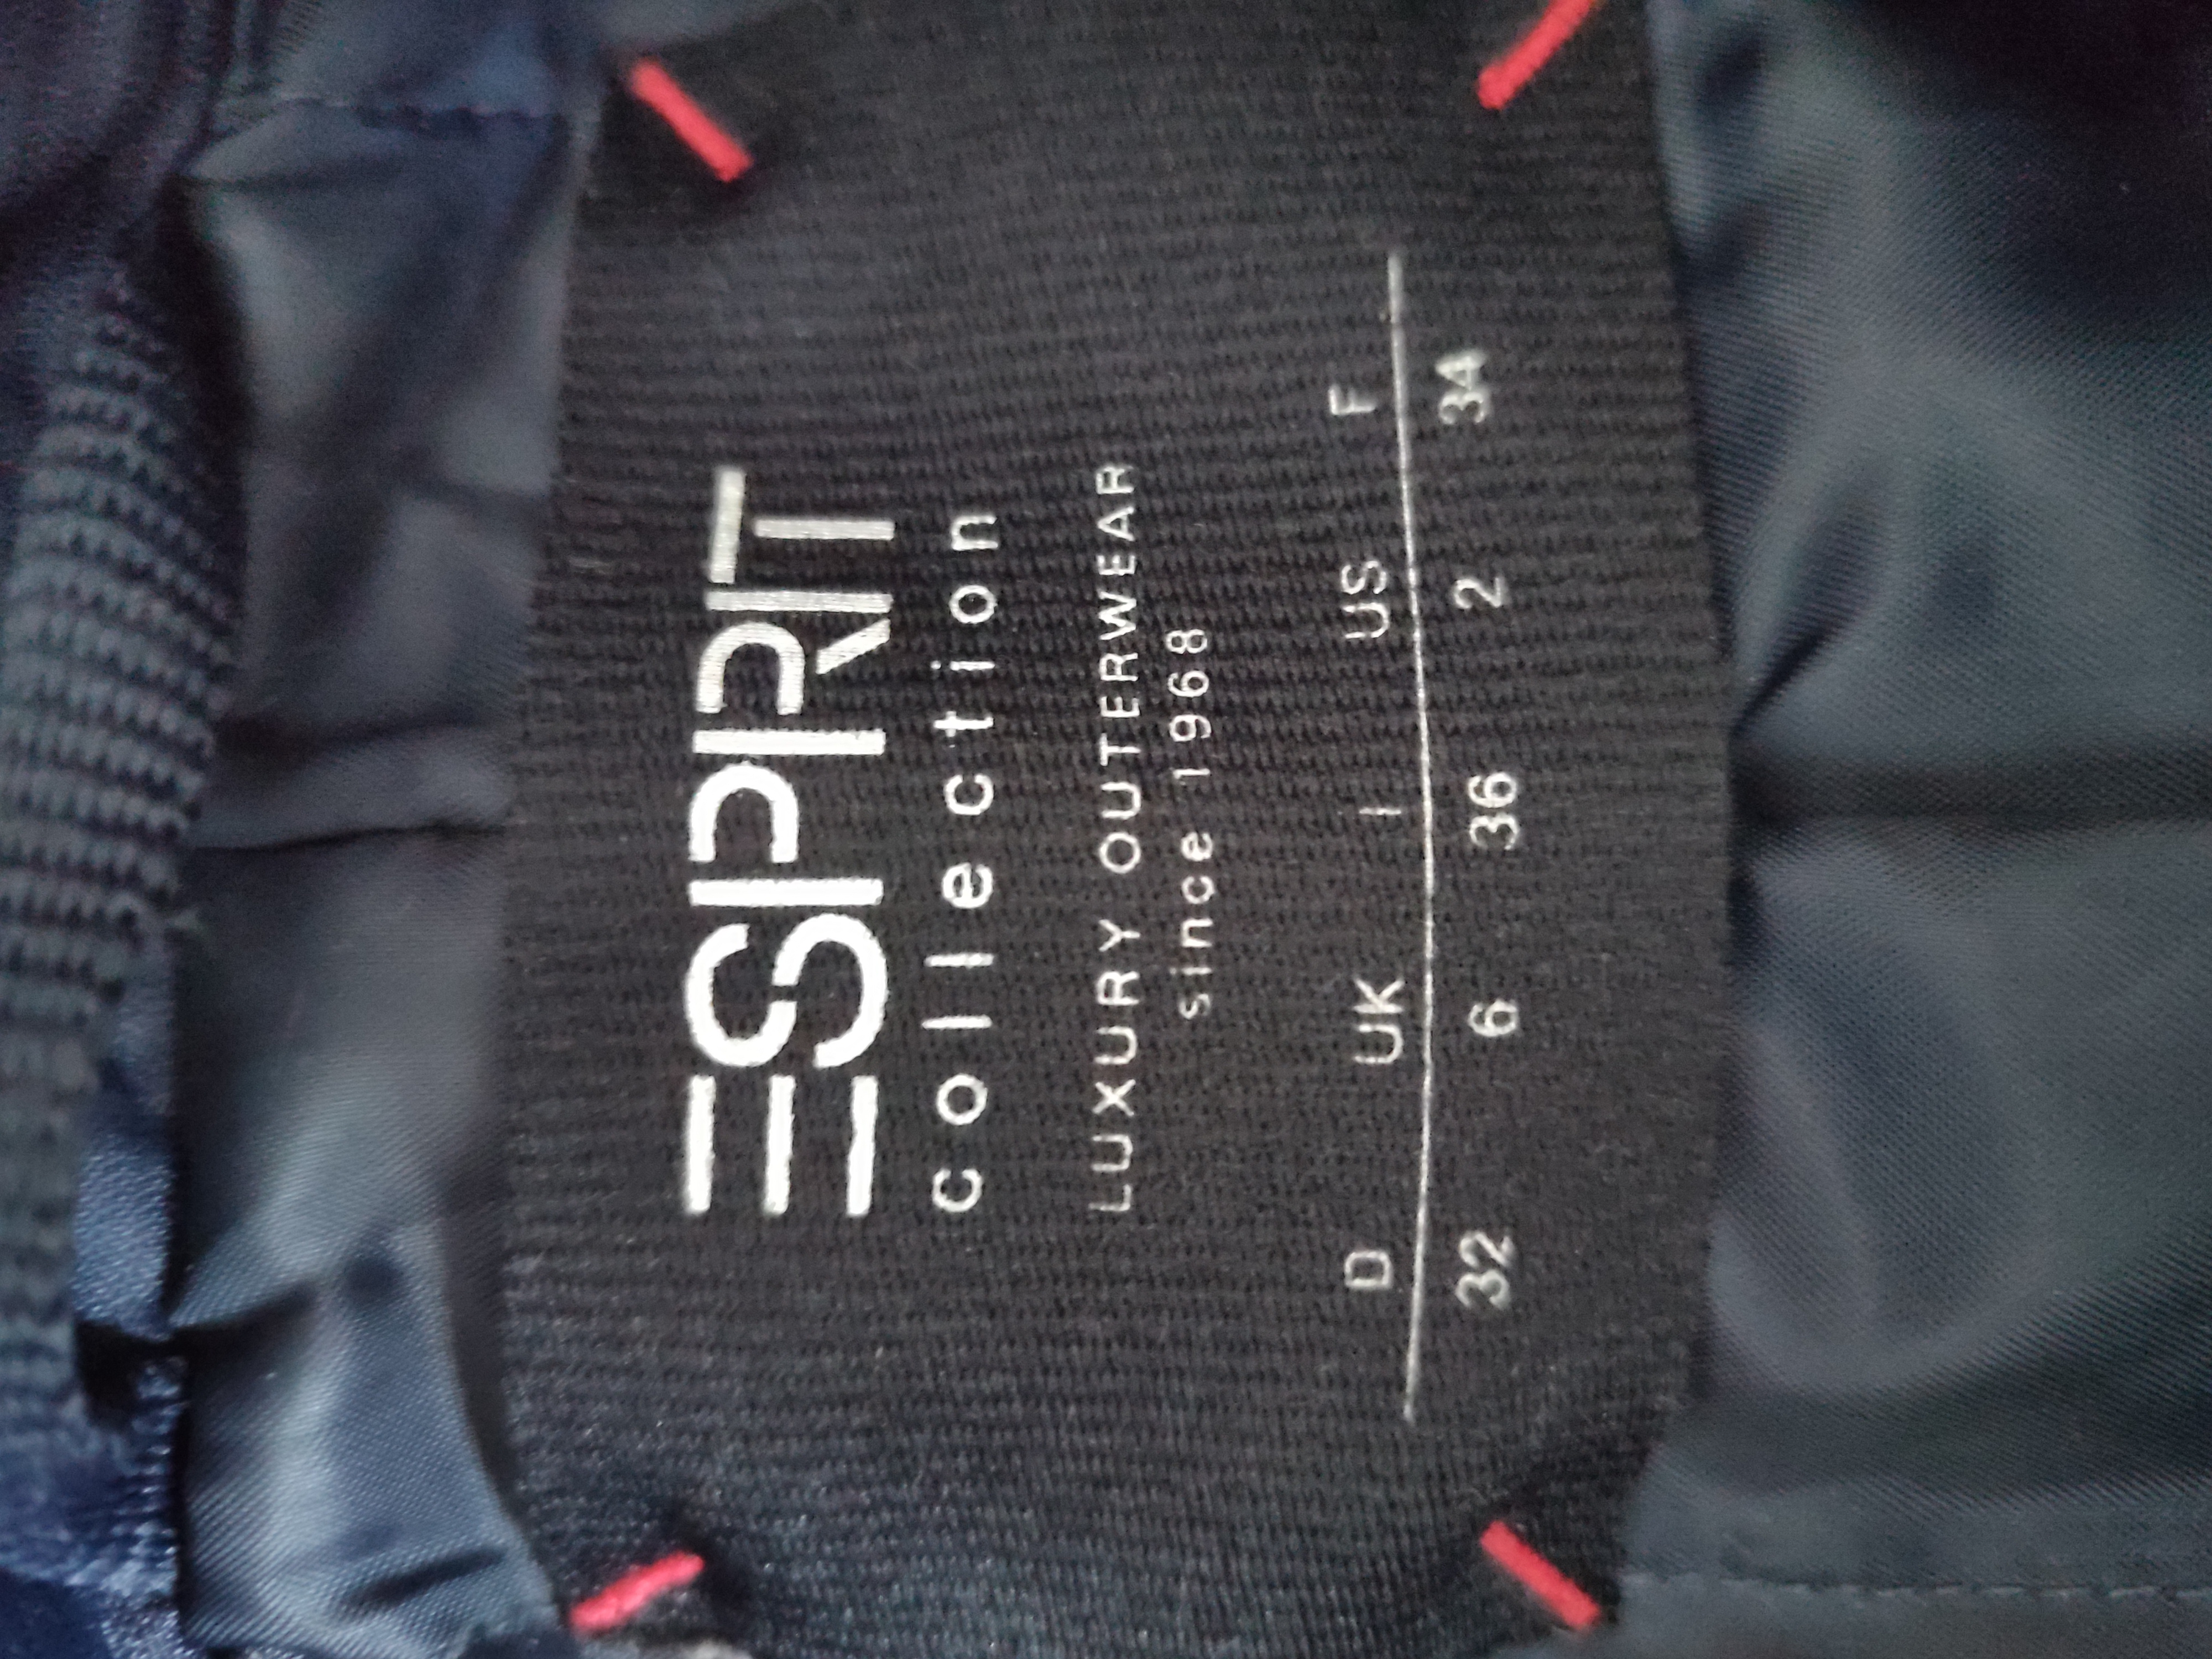 ESPRIT
collection
LUXURY OUTERWEAR
since 1968
D UK I US F
32 6 36 2 34